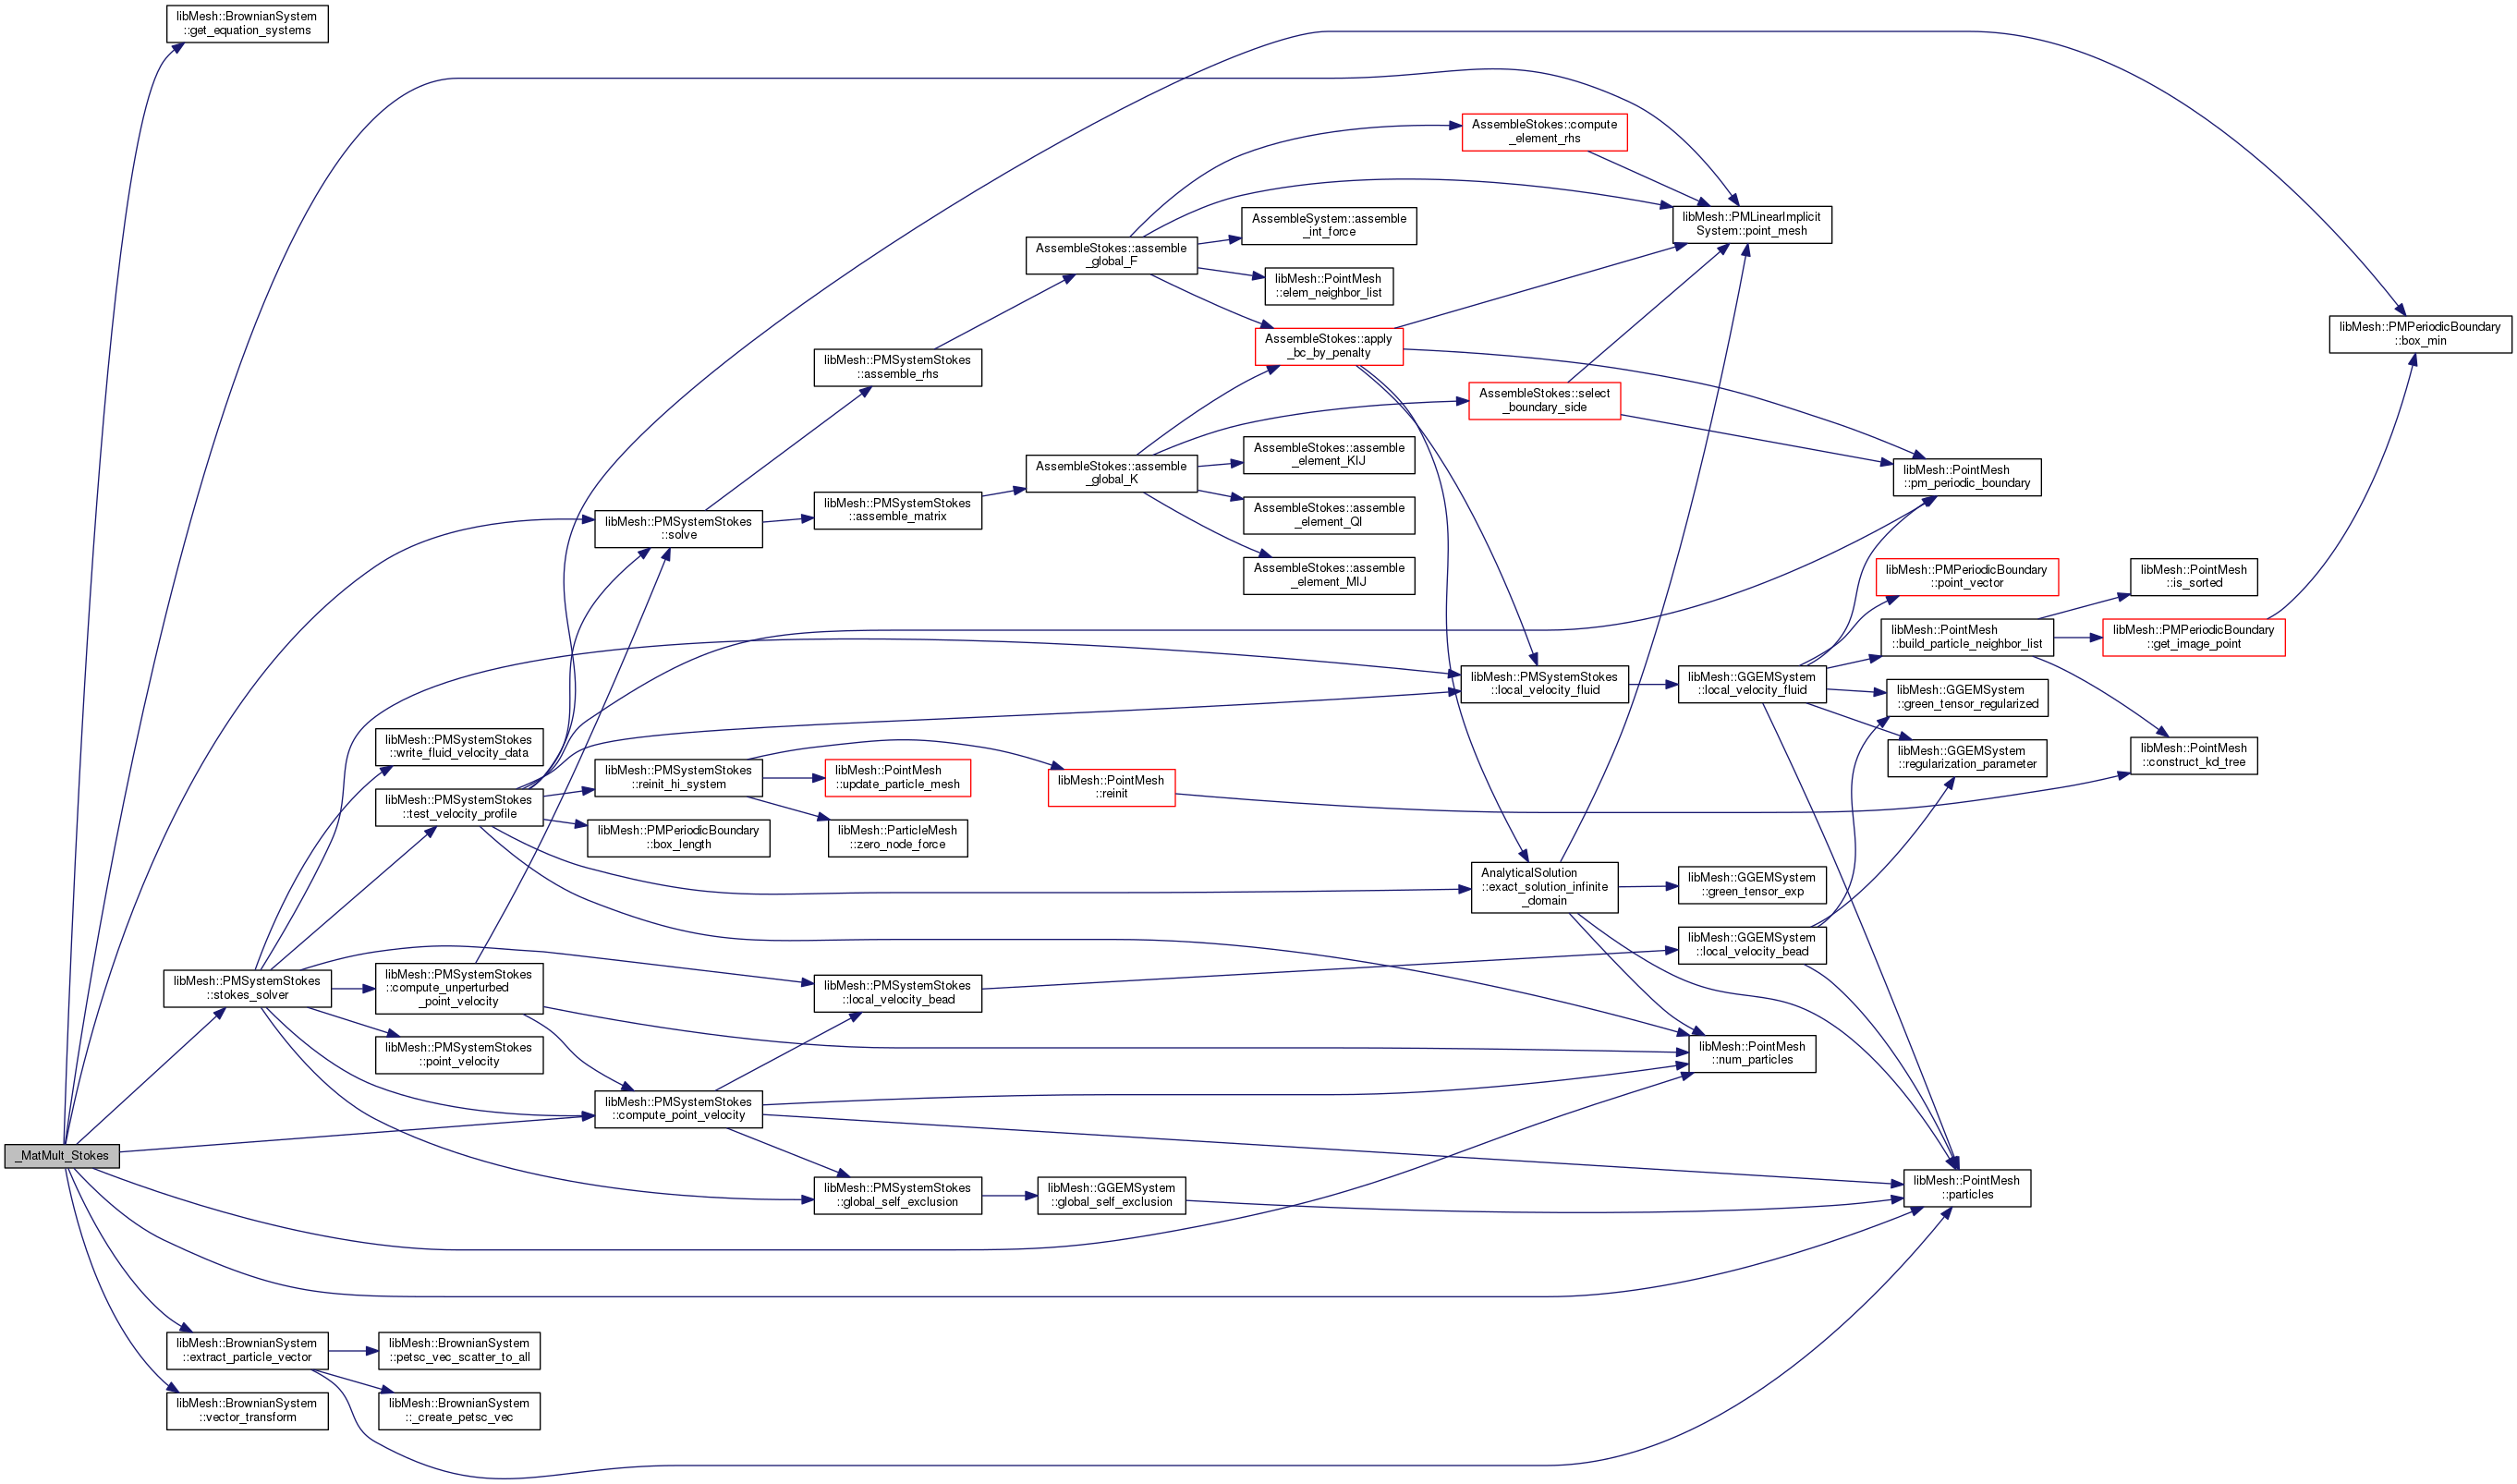 _MatMult_Stokes
libMesh::BrownianSystem
::get_equation_systems
libMesh::PMSystemStokes
::stokes_solver
libMesh::BrownianSystem
::extract_particle_vector
libMesh::BrownianSystem
::vector_transform
libMesh::PMSystemStokes
::write_fluid_velocity_data
libMesh::PMSystemStokes
::test_velocity_profile
libMesh::PMSystemStokes
::compute_unperturbed
_point_velocity
libMesh::PMSystemStokes
::point_velocity
libMesh::BrownianSystem
::petsc_vec_scatter_to_all
libMesh::BrownianSystem
::_create_petsc_vec
libMesh::PMSystemStokes
::solve
libMesh::PMSystemStokes
::reinit_hi_system
libMesh::PMPeriodicBoundary
::box_length
libMesh::PMSystemStokes
::compute_point_velocity
libMesh::PMSystemStokes
::assemble_rhs
libMesh::PMSystemStokes
::assemble_matrix
libMesh::PointMesh
::update_particle_mesh
libMesh::ParticleMesh
::zero_node_force
libMesh::PMSystemStokes
::local_velocity_bead
libMesh::PMSystemStokes
::global_self_exclusion
AssembleStokes::assemble
_global_F
AssembleStokes::assemble
_global_K
libMesh::PointMesh
::reinit
libMesh::GGEMSystem
::global_self_exclusion
AssembleSystem::assemble
_int_force
libMesh::PointMesh
::elem_neighbor_list
AssembleStokes::apply
_bc_by_penalty
AssembleStokes::assemble
_element_KIJ
AssembleStokes::assemble
_element_QI
AssembleStokes::assemble
_element_MIJ
AssembleStokes::compute
_element_rhs
AssembleStokes::select
_boundary_side
libMesh::PMSystemStokes
::local_velocity_fluid
AnalyticalSolution
::exact_solution_infinite
_domain
libMesh::PMLinearImplicit
System::point_mesh
libMesh::GGEMSystem
::local_velocity_fluid
libMesh::GGEMSystem
::green_tensor_exp
libMesh::GGEMSystem
::local_velocity_bead
libMesh::PointMesh
::num_particles
libMesh::PointMesh
::pm_periodic_boundary
libMesh::PMPeriodicBoundary
::point_vector
libMesh::PointMesh
::build_particle_neighbor_list
libMesh::GGEMSystem
::green_tensor_regularized
libMesh::GGEMSystem
::regularization_parameter
libMesh::PointMesh
::particles
libMesh::PointMesh
::is_sorted
libMesh::PMPeriodicBoundary
::get_image_point
libMesh::PointMesh
::construct_kd_tree
libMesh::PMPeriodicBoundary
::box_min